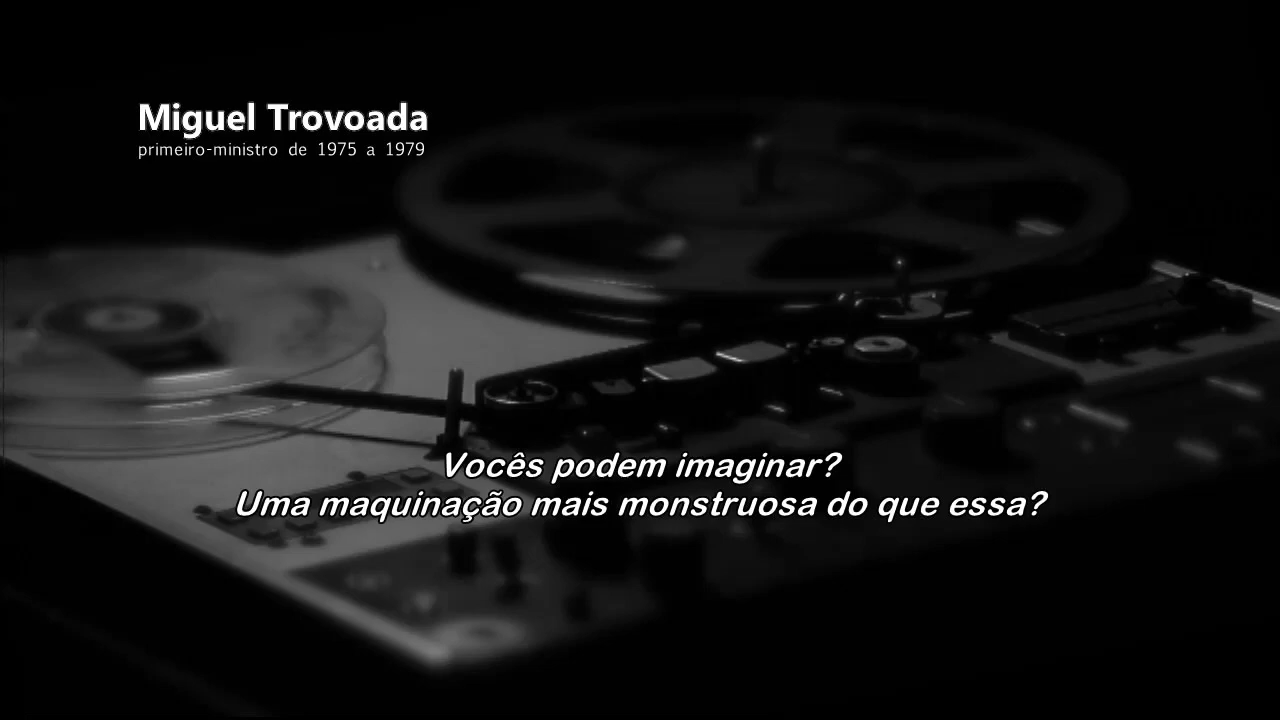 Miguel Trovoada
primeiro-ministro de 1975 a 1979
Vocês podem imaginar?
Uma maquinação mais monstruosa do que essa?